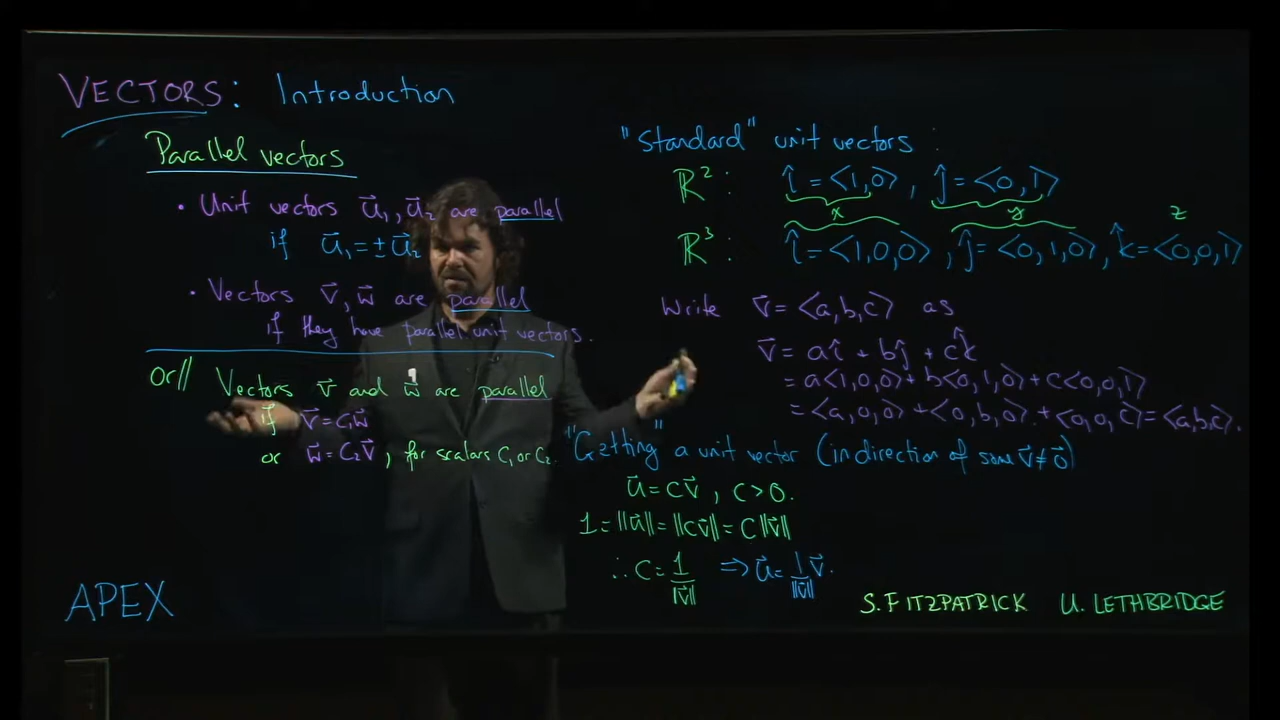 VECTORS: Introduction
Parallel vectors
• Unit vectors u⃗₁, u⃗₂ are parallel
if u⃗₁ = ± u⃗₂
• Vectors v⃗, w⃗ are parallel
if they have parallel unit vectors.
Or// Vectors v⃗ and w⃗ are parallel
if v⃗ = C₁w⃗
or w⃗ = C₂v⃗, for scalars C₁ or C₂.
APEX
"Standard" unit vectors:
ℝ²: î = <1,0>, ĵ = <0,1>
x y z
ℝ³: î = <1,0,0>, ĵ = <0,1,0>, k̂ = <0,0,1>
Write v⃗ = <a,b,c> as
v⃗ = aî + bĵ + ck̂
= a<1,0,0> + b<0,1,0> + c<0,0,1>
= <a,0,0> + <0,b,0> + <0,0,c> = <a,b,c>.
"Getting" a unit vector (in direction of some v⃗ ≠ 0⃗)
u⃗ = cv⃗, c > 0.
1 = ‖u⃗‖ = ‖cv⃗‖ = c‖v⃗‖
∴ c = 1/‖v⃗‖ ⇒ u⃗ = 1/‖v⃗‖ v⃗.
S. FITZPATRICK U. LETHBRIDGE